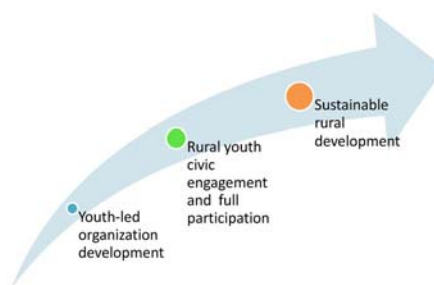 Youth-led
organization
development
Rural youth
civic
engagement
and full
participation
Sustainable
rural
development